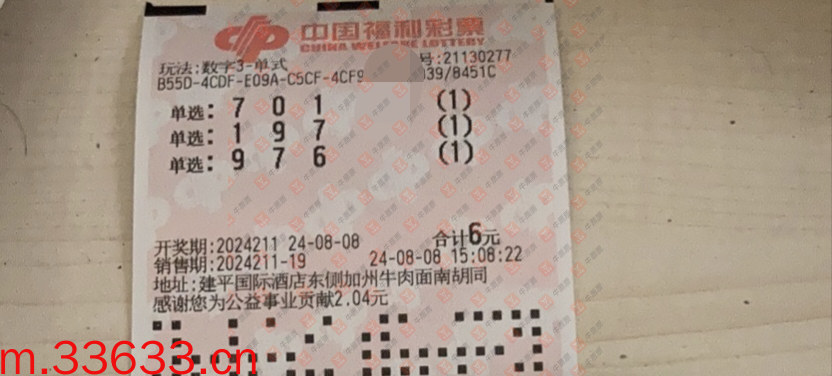 中国福利彩票
CHINA WELFARE LOTTERY
玩法:数字3-单式 号:21130277
B55D-4CDF-E09A-C5CF-4CF9 039/8451C
单选: 7 0 1 (1)
单选: 1 9 7 (1)
单选: 9 7 6 (1)
开奖期:2024211 24-08-08 合计6元
销售期:2024211-19 24-08-08 15:08:22
地址:建平国际酒店东侧加州牛肉面南胡同
感谢您为公益事业贡献2.04元
m.33633.cn